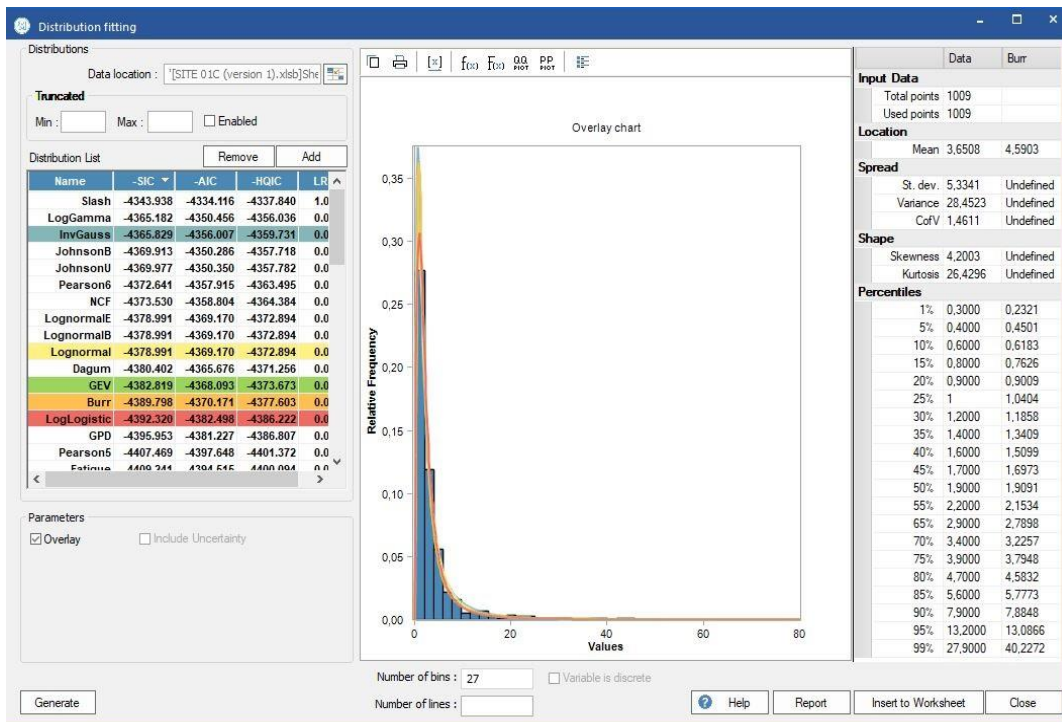 Distribution fitting
Distributions
Data location : '[SITE 01C (version 1).xlsb]She
Truncated
Min : Max : Enabled
Distribution List Remove Add
Name -SIC -AIC -HQIC LR
Slash -4343.938 -4334.116 -4337.840 1.0
LogGamma -4365.182 -4350.456 -4356.036 0.0
InvGauss -4365.829 -4356.007 -4359.731 0.0
JohnsonB -4369.913 -4350.286 -4357.718 0.0
JohnsonU -4369.977 -4350.350 -4357.782 0.0
Pearson6 -4372.641 -4357.915 -4363.495 0.0
NCF -4373.530 -4358.804 -4364.384 0.0
LognormalE -4378.991 -4369.170 -4372.894 0.0
LognormalB -4378.991 -4369.170 -4372.894 0.0
Lognormal -4378.991 -4369.170 -4372.894 0.0
Dagum -4380.402 -4365.676 -4371.256 0.0
GEV -4382.819 -4368.093 -4373.673 0.0
Burr -4389.798 -4370.171 -4377.603 0.0
LogLogistic -4392.320 -4382.498 -4386.222 0.0
GPD -4395.953 -4381.227 -4386.807 0.0
Pearson5 -4407.469 -4397.648 -4401.372 0.0
Fatigue -4409.241 -4394.515 -4400.094 0.0
Parameters
Overlay Include Uncertainty
Generate
[x] f(x) F(x) QQ PLOT PP PLOT
Overlay chart
Relative Frequency
0,35
0,30
0,25
0,20
0,15
0,10
0,05
0,00
0 20 40 60 80
Values
Number of bins : 27 Variable is discrete
Number of lines :
Data Burr
Input Data
Total points 1009
Used points 1009
Location
Mean 3,6508 4,5903
Spread
St. dev. 5,3341 Undefined
Variance 28,4523 Undefined
CofV 1,4611 Undefined
Shape
Skewness 4,2003 Undefined
Kurtosis 26,4296 Undefined
Percentiles
1% 0,3000 0,2321
5% 0,4000 0,4501
10% 0,6000 0,6183
15% 0,8000 0,7626
20% 0,9000 0,9009
25% 1 1,0404
30% 1,2000 1,1858
35% 1,4000 1,3409
40% 1,6000 1,5099
45% 1,7000 1,6973
50% 1,9000 1,9091
55% 2,2000 2,1534
65% 2,9000 2,7898
70% 3,4000 3,2257
75% 3,9000 3,7948
80% 4,7000 4,5832
85% 5,6000 5,7773
90% 7,9000 7,8848
95% 13,2000 13,0866
99% 27,9000 40,2272
? Help Report Insert to Worksheet Close